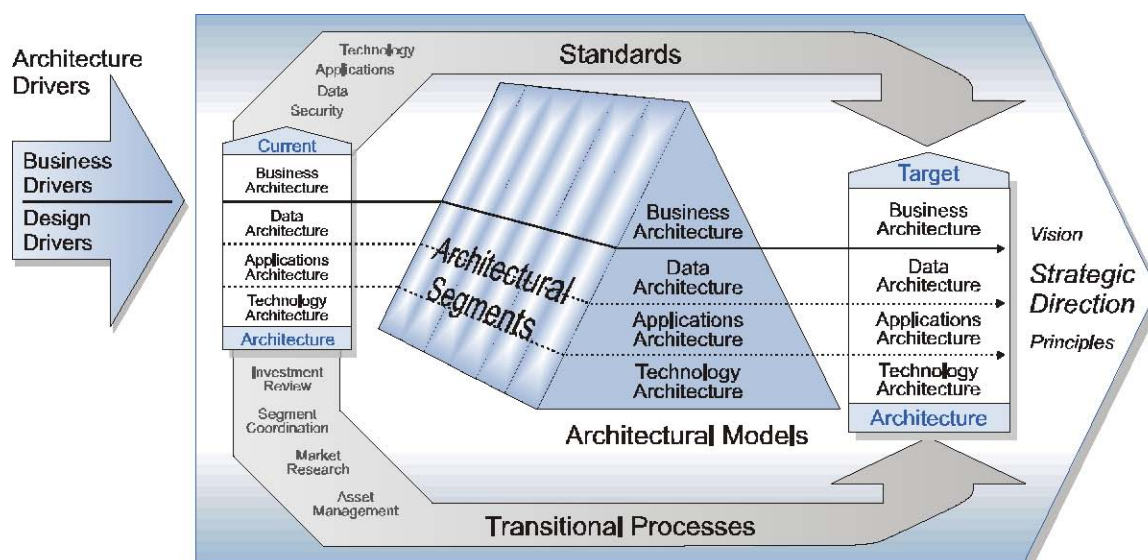 Architecture
Drivers
Business
Drivers
Design
Drivers
Technology
Applications
Data
Security
Standards
Current
Business
Architecture
Data
Architecture
Applications
Architecture
Technology
Architecture
Architecture
Investment
Review
Segment
Coordination
Market
Research
Asset
Management
Transitional Processes
Architectural
Segments
Business
Architecture
Data
Architecture
Applications
Architecture
Technology
Architecture
Architectural Models
Target
Business
Architecture
Data
Architecture
Applications
Architecture
Technology
Architecture
Architecture
Vision
Strategic
Direction
Principles